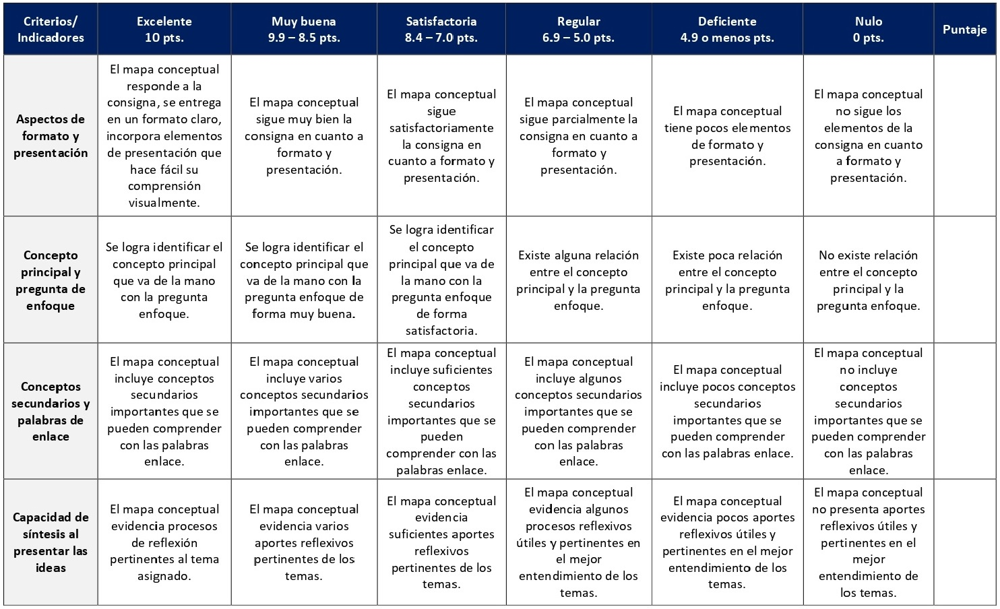 Criterios/
Indicadores
Excelente
10 pts.
Muy buena
9.9 – 8.5 pts.
Satisfactoria
8.4 – 7.0 pts.
Regular
6.9 – 5.0 pts.
Deficiente
4.9 o menos pts.
Nulo
0 pts.
Puntaje
Aspectos de
formato y
presentación
El mapa conceptual
responde a la
consigna, se entrega
en un formato claro,
incorpora elementos
de presentación que
hace fácil su
comprensión
visualmente.
El mapa conceptual
sigue muy bien la
consigna en cuanto a
formato y
presentación.
El mapa conceptual
sigue
satisfactoriamente
la consigna en
cuanto a formato y
presentación.
El mapa conceptual
sigue parcialmente la
consigna en cuanto a
formato y
presentación.
El mapa conceptual
tiene pocos elementos
de formato y
presentación.
El mapa conceptual
no sigue los
elementos de la
consigna en cuanto
a formato y
presentación.
Concepto
principal y
pregunta de
enfoque
Se logra identificar el
concepto principal
que va de la mano
con la pregunta
enfoque.
Se logra identificar el
concepto principal que
va de la mano con la
pregunta enfoque de
forma muy buena.
Se logra identificar
el concepto
principal que va de
la mano con la
pregunta enfoque
de forma
satisfactoria.
Existe alguna relación
entre el concepto
principal y la pregunta
enfoque.
Existe poca relación
entre el concepto
principal y la pregunta
enfoque.
No existe relación
entre el concepto
principal y la
pregunta enfoque.
Conceptos
secundarios y
palabras de
enlace
El mapa conceptual
incluye conceptos
secundarios
importantes que se
pueden comprender
con las palabras
enlace.
El mapa conceptual
incluye varios
conceptos secundarios
importantes que se
pueden comprender
con las palabras
enlace.
El mapa conceptual
incluye suficientes
conceptos
secundarios
importantes que se
pueden
comprender con las
palabras enlace.
El mapa conceptual
incluye algunos
conceptos secundarios
importantes que se
pueden comprender
con las palabras
enlace.
El mapa conceptual
incluye pocos conceptos
secundarios
importantes que se
pueden comprender
con las palabras enlace.
El mapa conceptual
no incluye
conceptos
secundarios
importantes que se
pueden comprender
con las palabras
enlace.
Capacidad de
síntesis al
presentar las
ideas
El mapa conceptual
evidencia procesos
de reflexión
pertinentes al tema
asignado.
El mapa conceptual
evidencia varios
aportes reflexivos
pertinentes de los
temas.
El mapa conceptual
evidencia
suficientes aportes
reflexivos
pertinentes de los
temas.
El mapa conceptual
evidencia algunos
procesos reflexivos
útiles y pertinentes en
el mejor
entendimiento de los
temas.
El mapa conceptual
evidencia pocos aportes
reflexivos útiles y
pertinentes en el mejor
entendimiento de los
temas.
El mapa conceptual
no presenta aportes
reflexivos útiles y
pertinentes en el
mejor
entendimiento de
los temas.